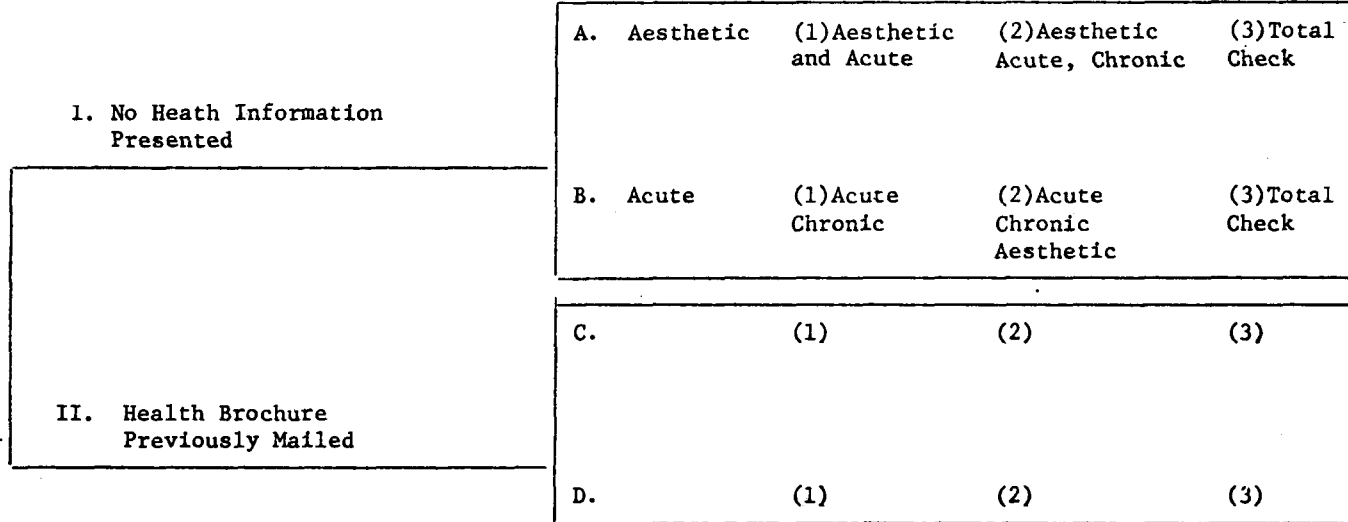 A. Aesthetic (1)Aesthetic (2)Aesthetic (3)Total
and Acute Acute, Chronic Check
I. No Heath Information
Presented
B. Acute (1)Acute (2)Acute (3)Total
Chronic Chronic Check
Aesthetic
C. (1) (2) (3)
II. Health Brochure
Previously Mailed
D. (1) (2) (3)